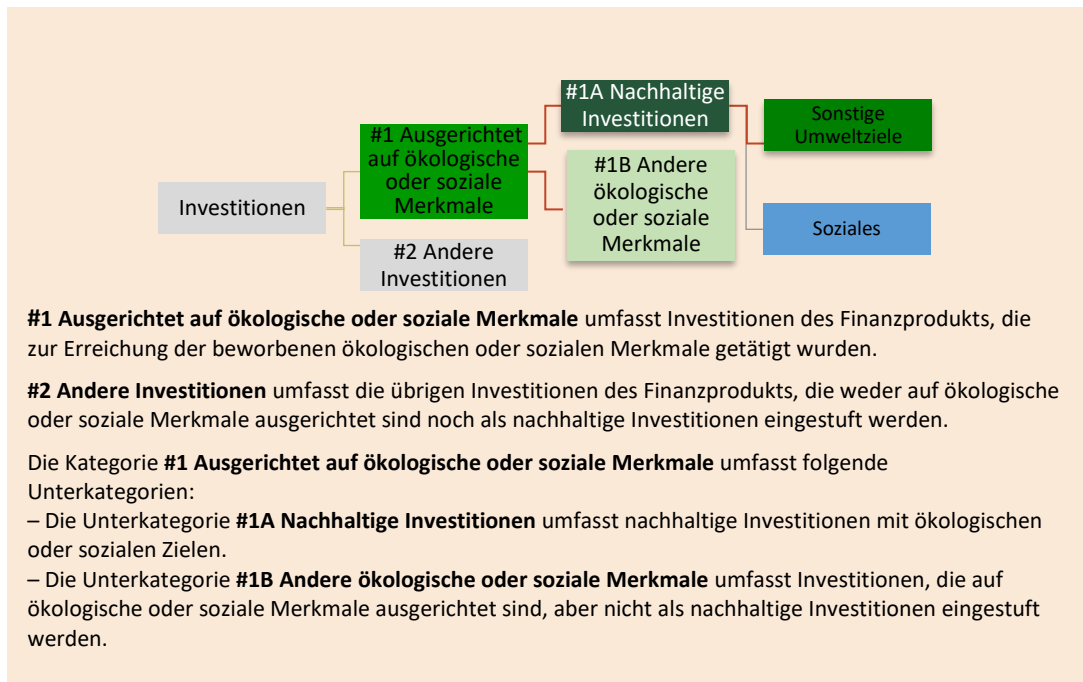 #1A Nachhaltige
Investitionen
Sonstige
Umweltziele
#1 Ausgerichtet
auf ökologische
oder soziale
Merkmale
#1B Andere
ökologische
oder soziale
Merkmale
Investitionen
Soziales
#2 Andere
Investitionen
#1 Ausgerichtet auf ökologische oder soziale Merkmale umfasst Investitionen des Finanzprodukts, die
zur Erreichung der beworbenen ökologischen oder sozialen Merkmale getätigt wurden.
#2 Andere Investitionen umfasst die übrigen Investitionen des Finanzprodukts, die weder auf ökologische
oder soziale Merkmale ausgerichtet sind noch als nachhaltige Investitionen eingestuft werden.
Die Kategorie #1 Ausgerichtet auf ökologische oder soziale Merkmale umfasst folgende
Unterkategorien:
– Die Unterkategorie #1A Nachhaltige Investitionen umfasst nachhaltige Investitionen mit ökologischen
oder sozialen Zielen.
– Die Unterkategorie #1B Andere ökologische oder soziale Merkmale umfasst Investitionen, die auf
ökologische oder soziale Merkmale ausgerichtet sind, aber nicht als nachhaltige Investitionen eingestuft
werden.